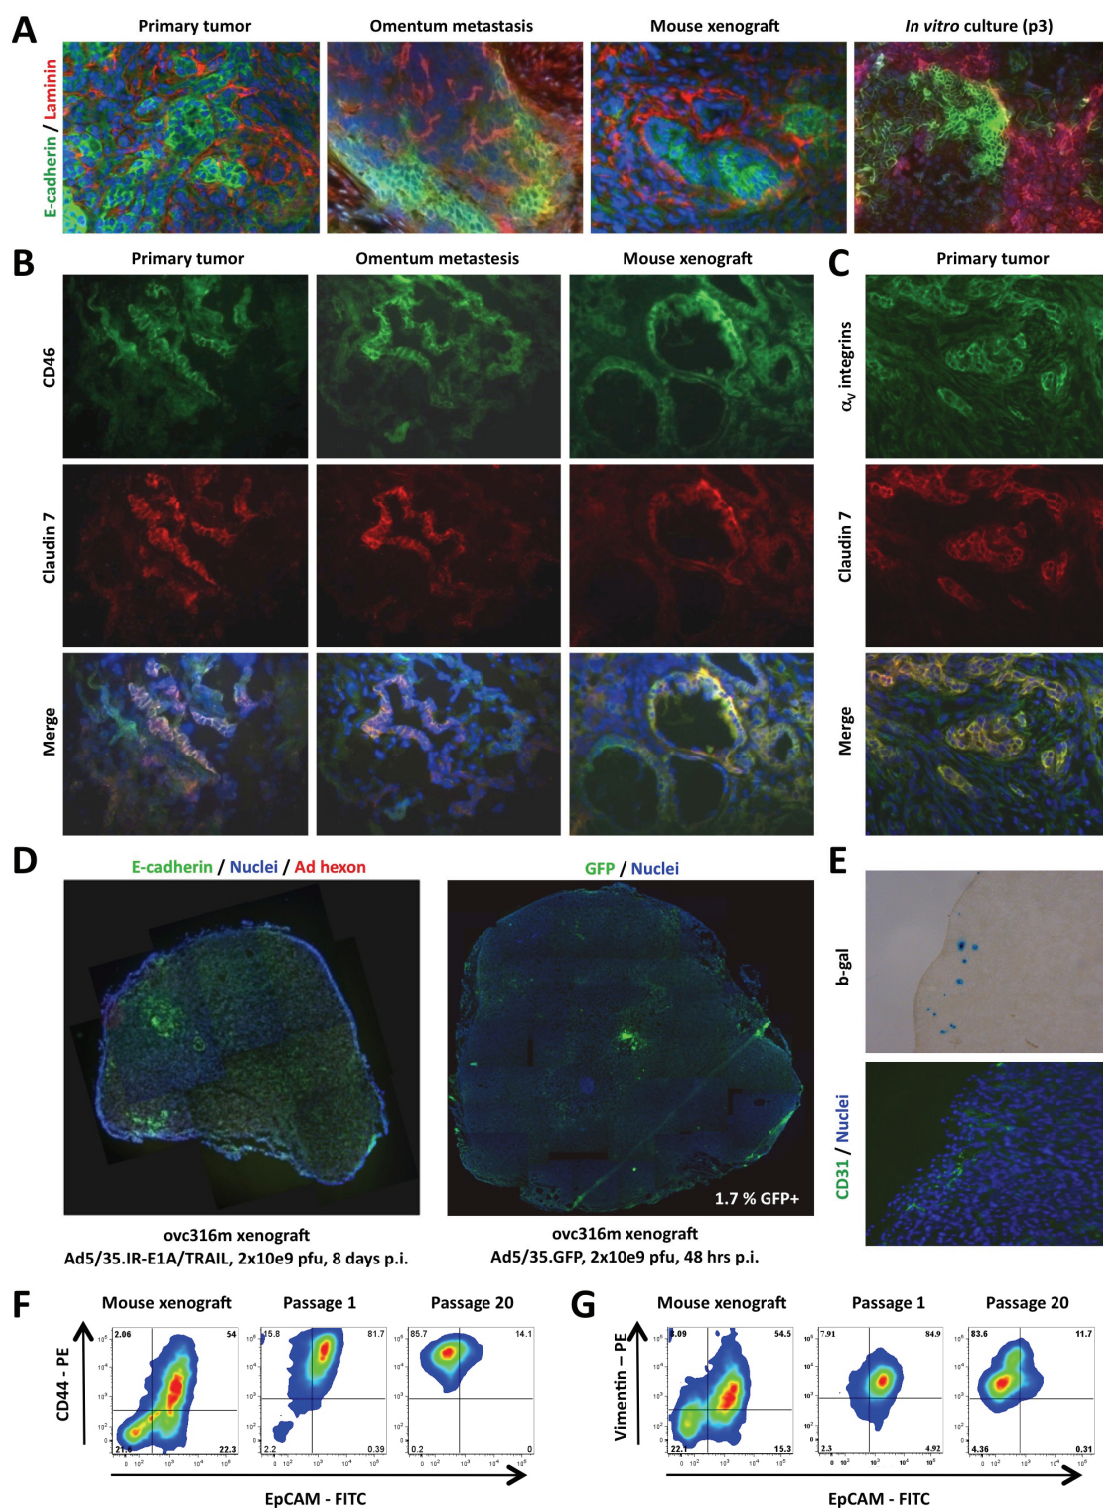 A
Primary tumor
Omentum metastasis
Mouse xenograft
In vitro culture (p3)
E-cadherin / Laminin
B
Primary tumor
Omentum metastesis
Mouse xenograft
C
Primary tumor
CD46
αV integrins
Claudin 7
Claudin 7
Merge
Merge
D
E-cadherin / Nuclei / Ad hexon
GFP / Nuclei
E
b-gal
CD31 / Nuclei
1.7 % GFP+
ovc316m xenograft
Ad5/35.IR-E1A/TRAIL, 2x10e9 pfu, 8 days p.i.
ovc316m xenograft
Ad5/35.GFP, 2x10e9 pfu, 48 hrs p.i.
F
Mouse xenograft
Passage 1
Passage 20
CD44 - PE
2.06 54
22.3
15.8 81.7
2.2 0.39
85.7 14.1
0.2 0
EpCAM - FITC
G
Mouse xenograft
Passage 1
Passage 20
Vimentin – PE
54.5
22.1 15.3
7.91 84.9
2.3 4.92
83.6 11.7
4.36 0.31
EpCAM - FITC